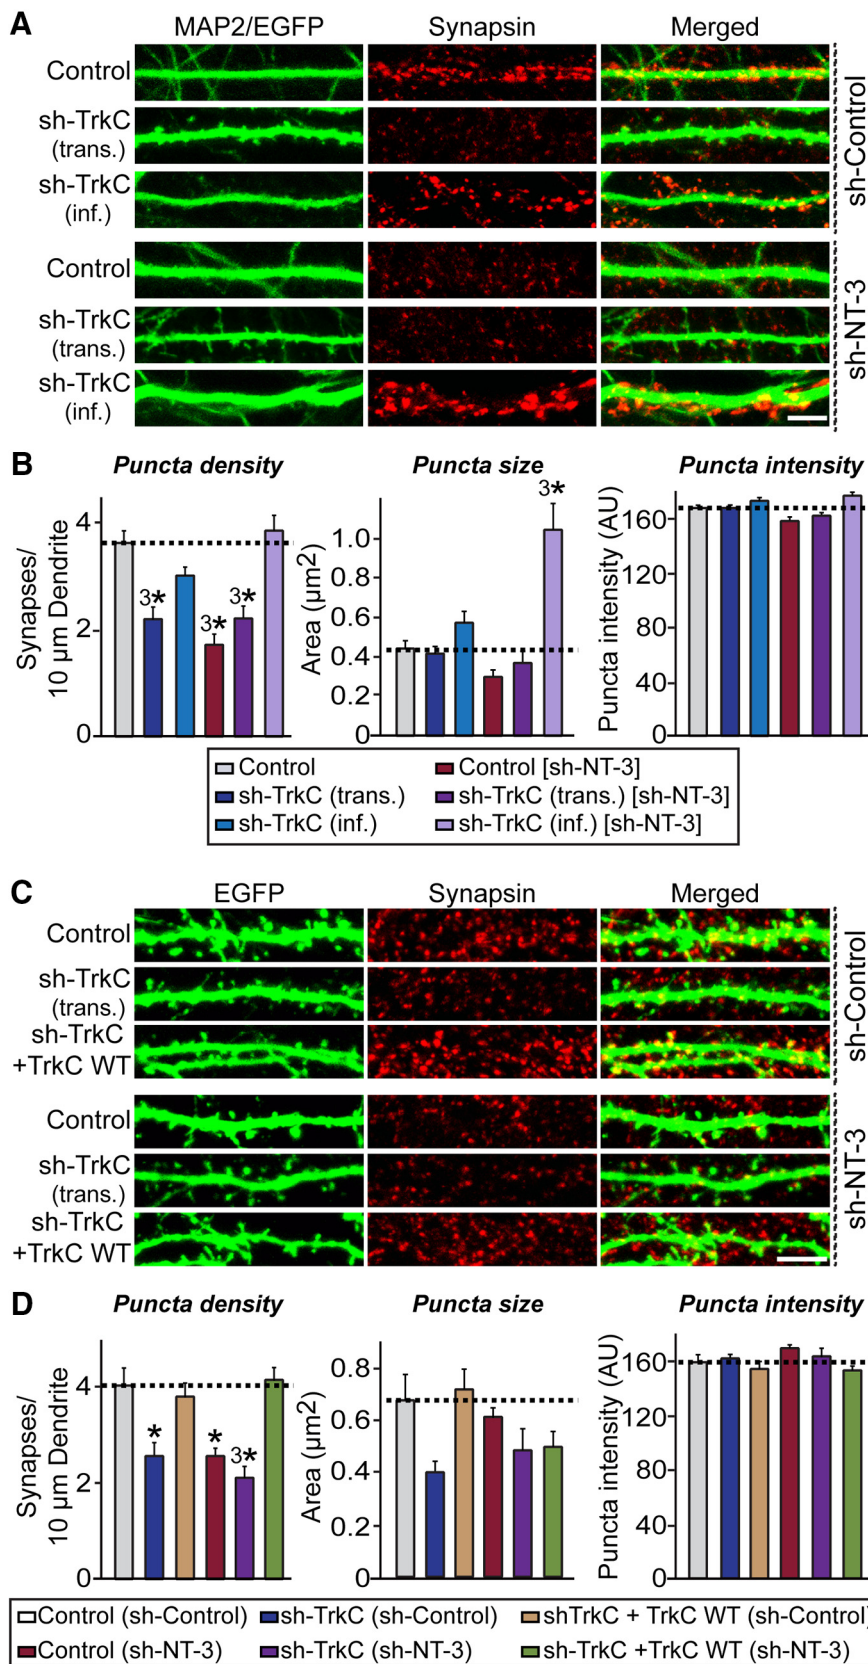 A
MAP2/EGFP Synapsin Merged
Control
sh-TrkC
(trans.)
sh-TrkC
(inf.)
sh-Control
Control
sh-TrkC
(trans.)
sh-TrkC
(inf.)
sh-NT-3
B
Puncta density Puncta size Puncta intensity
Synapses/
10 µm Dendrite
4
2
0
3*
3*
3*
Area (µm2)
1.0
0.8
0.6
0.4
0.2
0
3*
Puncta intensity (AU)
160
120
80
40
0
Control
sh-TrkC (trans.)
sh-TrkC (inf.)
Control [sh-NT-3]
sh-TrkC (trans.) [sh-NT-3]
sh-TrkC (inf.) [sh-NT-3]
C
EGFP Synapsin Merged
Control
sh-TrkC
(trans.)
sh-TrkC
+TrkC WT
sh-Control
Control
sh-TrkC
(trans.)
sh-TrkC
+TrkC WT
sh-NT-3
D
Puncta density Puncta size Puncta intensity
Synapses/
10 µm Dendrite
4
2
0
*
*
3*
Area (µm2)
0.8
0.6
0.4
0.2
0
Puncta intensity (AU)
160
120
80
40
0
Control (sh-Control) sh-TrkC (sh-Control) shTrkC + TrkC WT (sh-Control)
Control (sh-NT-3) sh-TrkC (sh-NT-3) sh-TrkC +TrkC WT (sh-NT-3)